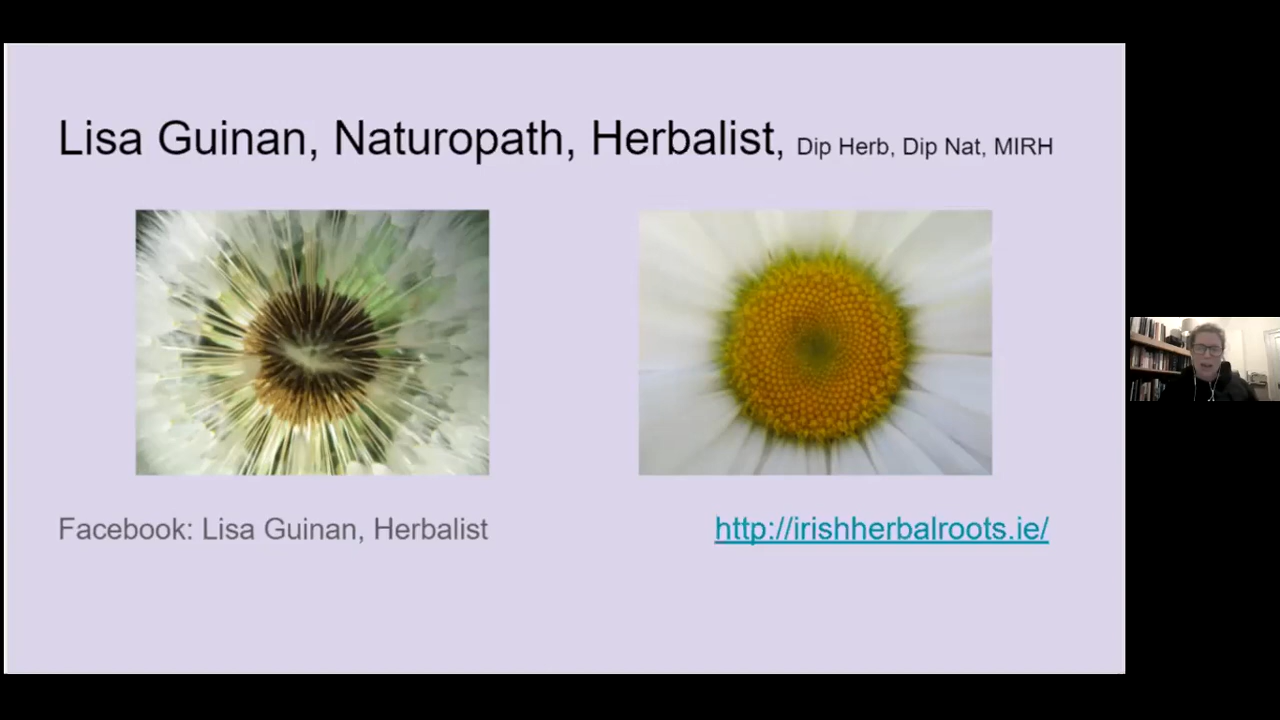 Lisa Guinan, Naturopath, Herbalist, Dip Herb, Dip Nat, MIRH
Facebook: Lisa Guinan, Herbalist
http://irishherbalroots.ie/